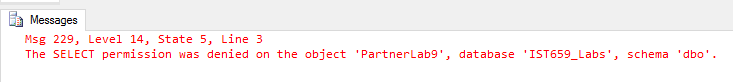 Messages
Msg 229, Level 14, State 5, Line 3
The SELECT permission was denied on the object 'PartnerLab9', database 'IST659_Labs', schema 'dbo'.